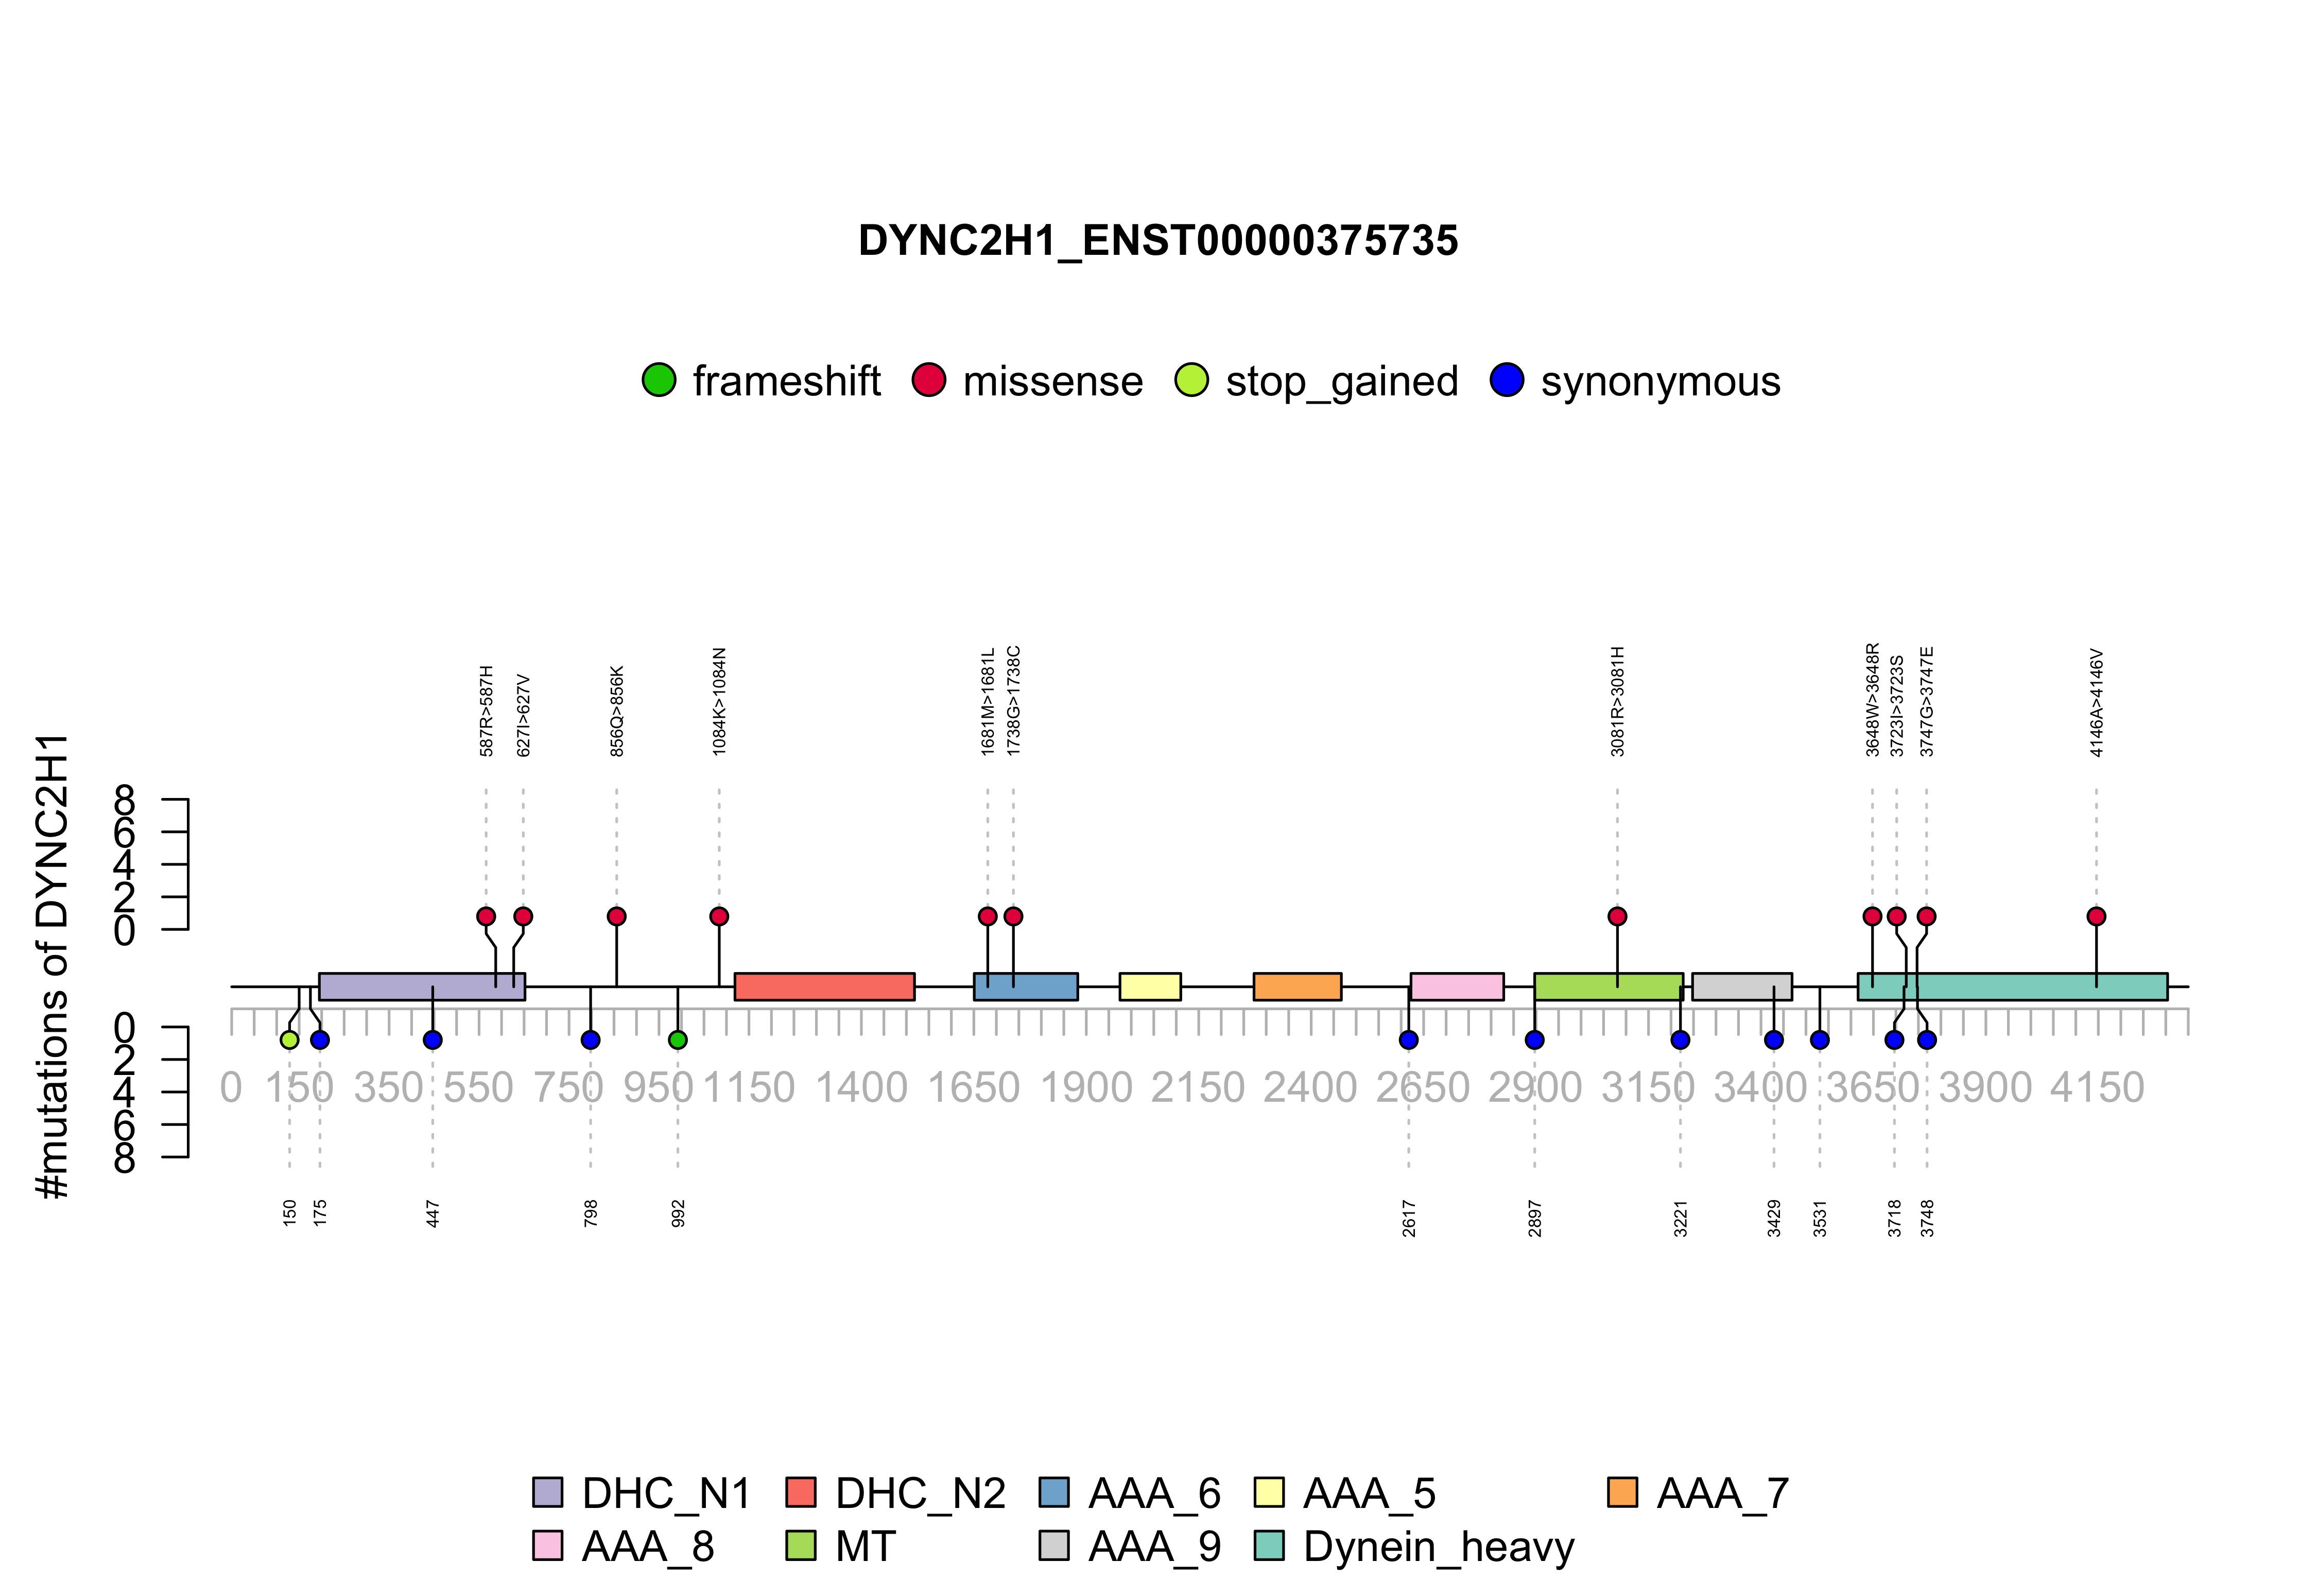 DYNC2H1_ENST00000375735
frameshift missense stop_gained synonymous
587R>587H 627I>627V 856Q>856K 1084K>1084N 1681M>1681L 1738G>1738C 3081R>3081H 3648W>3648R 3723I>3723S 3747G>3747E 4146A>4146V
#mutations of DYNC2H1
8
6
4
2
0
0
2
4
6
8
0 150 350 550 750 950 1150 1400 1650 1900 2150 2400 2650 2900 3150 3400 3650 3900 4150
150 175 447 798 992 2617 2897 3221 3429 3531 3718 3748
DHC_N1 DHC_N2 AAA_6 AAA_5 AAA_7
AAA_8 MT AAA_9 Dynein_heavy